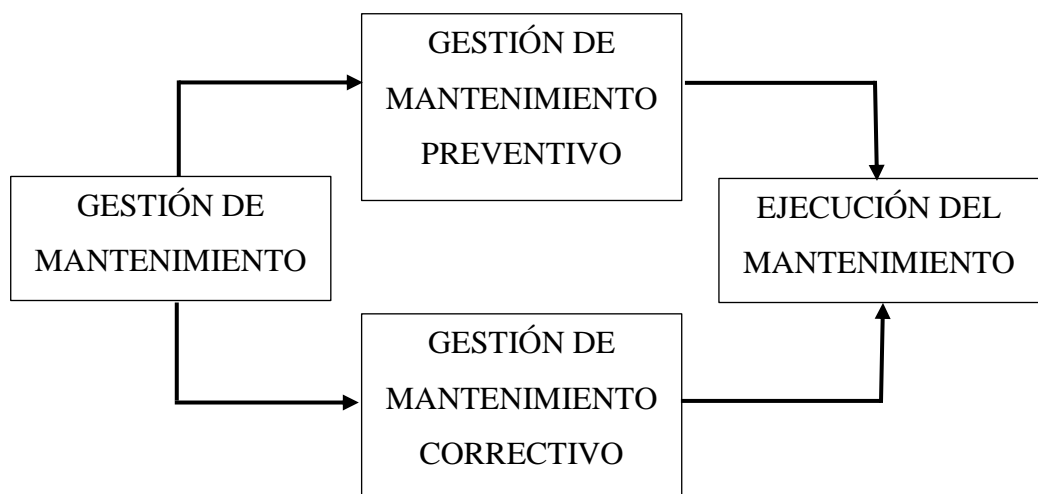 GESTIÓN DE
MANTENIMIENTO
PREVENTIVO
GESTIÓN DE
MANTENIMIENTO
EJECUCIÓN DEL
MANTENIMIENTO
GESTIÓN DE
MANTENIMIENTO
CORRECTIVO